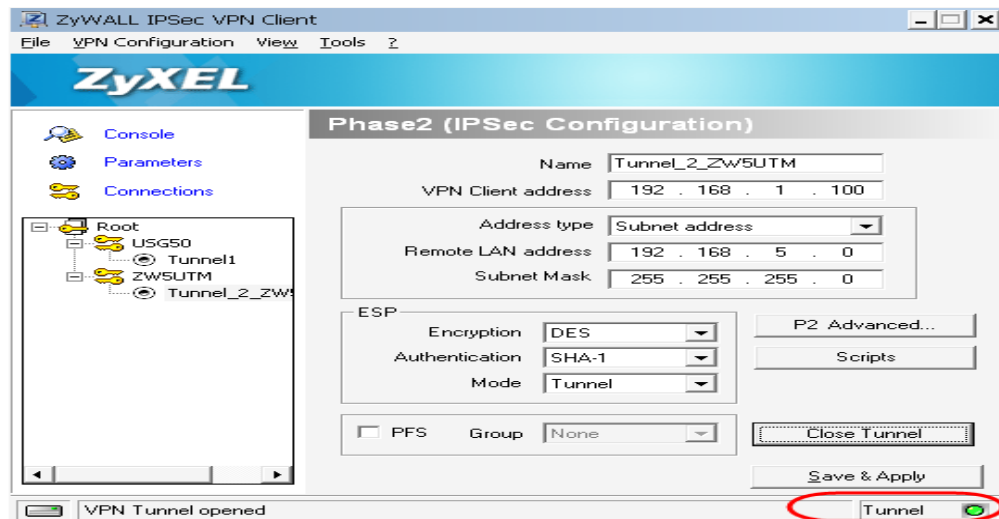 ZyWALL IPSec VPN Client
File VPN Configuration View Tools ?
ZyXEL
Console
Parameters
Connections
Root
USG50
Tunnel1
ZW5UTM
Tunnel_2_ZW5
Phase2 (IPSec Configuration)
Name Tunnel_2_ZW5UTM
VPN Client address 192 . 168 . 1 . 100
Address type Subnet address
Remote LAN address 192 . 168 . 5 . 0
Subnet Mask 255 . 255 . 255 . 0
ESP
Encryption DES
Authentication SHA-1
Mode Tunnel
P2 Advanced...
Scripts
PFS Group None
Close Tunnel
Save & Apply
VPN Tunnel opened
Tunnel